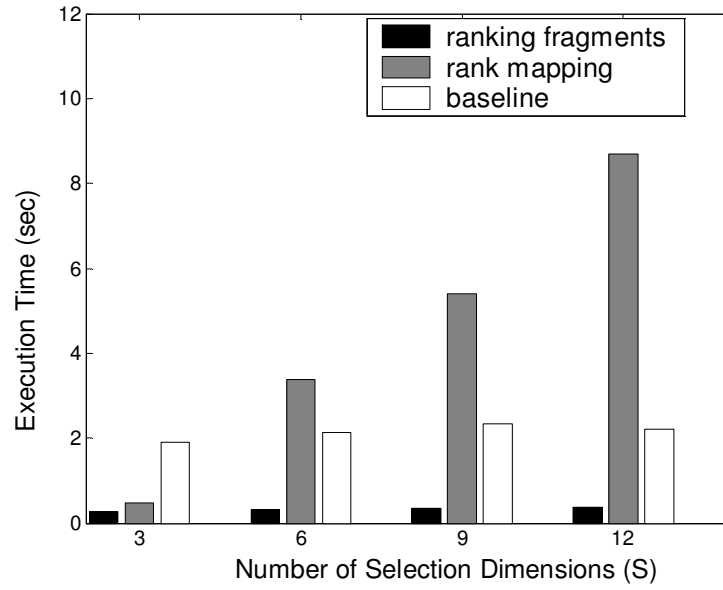 12
10
8
6
4
2
0
Execution Time (sec)
ranking fragments
rank mapping
baseline
3
6
9
12
Number of Selection Dimensions (S)